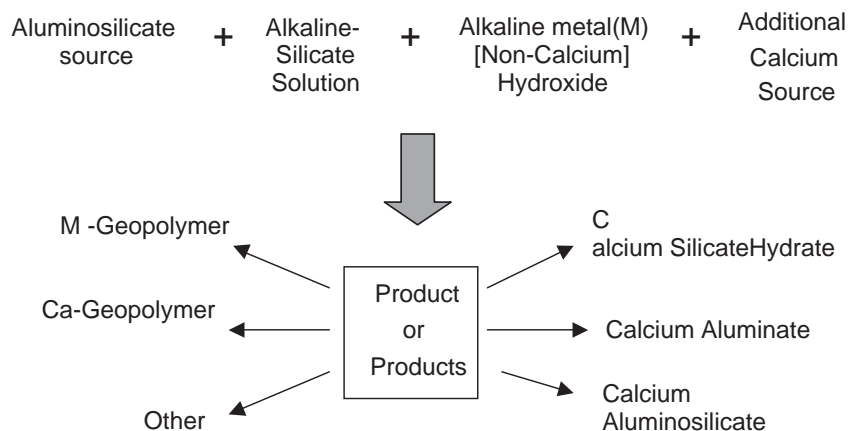 Aluminosilicate
source
+
Alkaline-
Silicate
Solution
+
Alkaline metal(M)
[Non-Calcium]
Hydroxide
+
Additional
Calcium
Source
M -Geopolymer
Ca-Geopolymer
Other
Product
or
Products
C
alcium SilicateHydrate
Calcium Aluminate
Calcium
Aluminosilicate